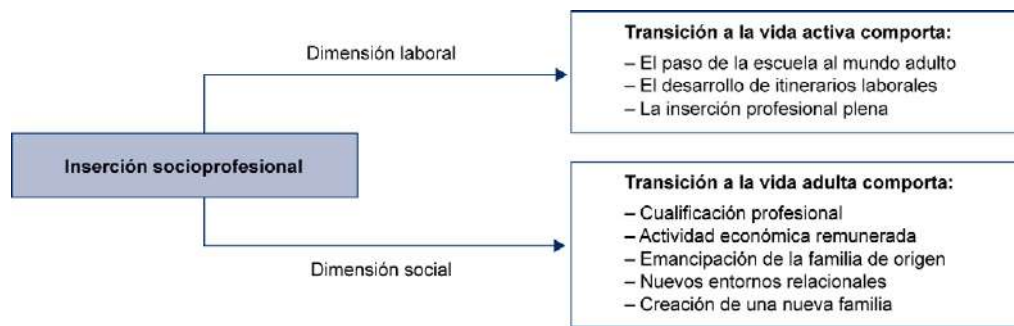 Dimensión laboral
Transición a la vida activa comporta:
– El paso de la escuela al mundo adulto
– El desarrollo de itinerarios laborales
– La inserción profesional plena
Inserción socioprofesional
Dimensión social
Transición a la vida adulta comporta:
– Cualificación profesional
– Actividad económica remunerada
– Emancipación de la familia de origen
– Nuevos entornos relacionales
– Creación de una nueva familia